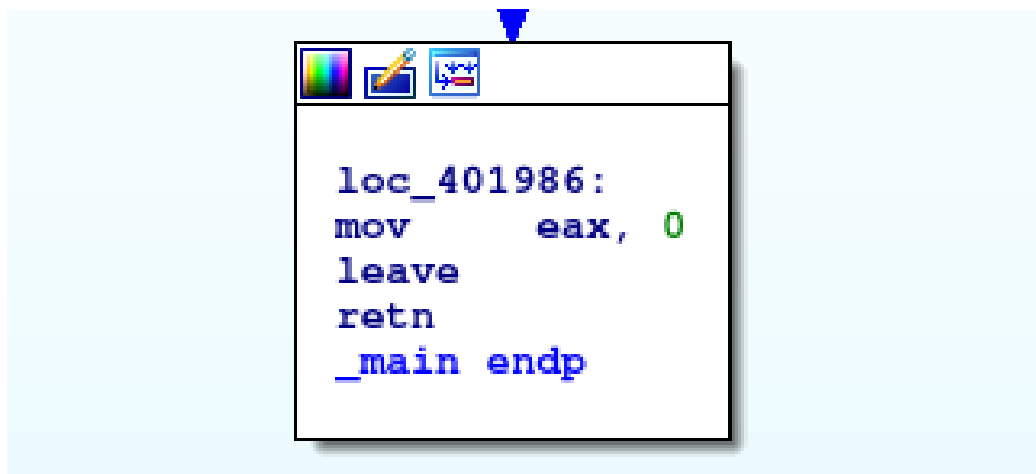 loc_401986:
mov eax, 0
leave
retn
_main endp